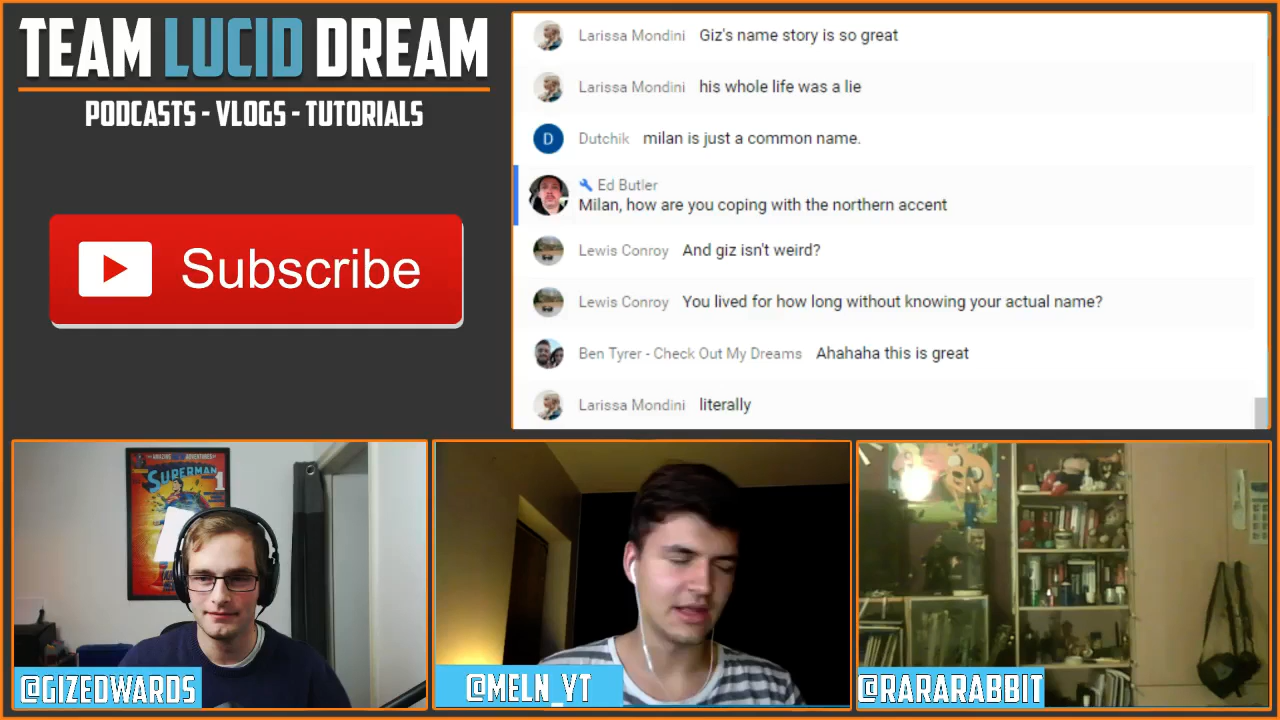 TEAM LUCID DREAM
PODCASTS - VLOGS - TUTORIALS
Subscribe
Larissa Mondini Giz's name story is so great
Larissa Mondini his whole life was a lie
D Dutchik milan is just a common name.
Ed Butler
Milan, how are you coping with the northern accent
Lewis Conroy And giz isn't weird?
Lewis Conroy You lived for how long without knowing your actual name?
Ben Tyrer - Check Out My Dreams Ahahaha this is great
Larissa Mondini literally
SUPERMAN
1
@GIZEDWARDS
@MELN_YT
@RARARABBIT